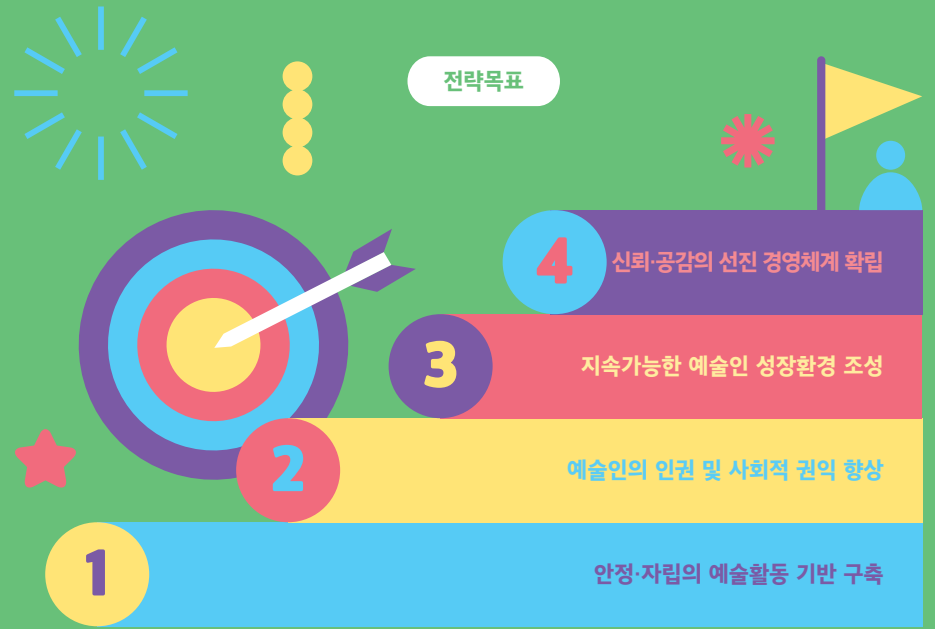 전략목표
4
신뢰·공감의 선진 경영체계 확립
3
지속가능한 예술인 성장환경 조성
2
예술인의 인권 및 사회적 권익 향상
1
안정·자립의 예술활동 기반 구축